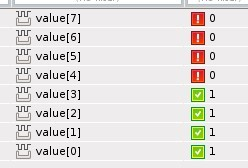 value[7] 0
value[6] 0
value[5] 0
value[4] 0
value[3] 1
value[2] 1
value[1] 1
value[0] 1